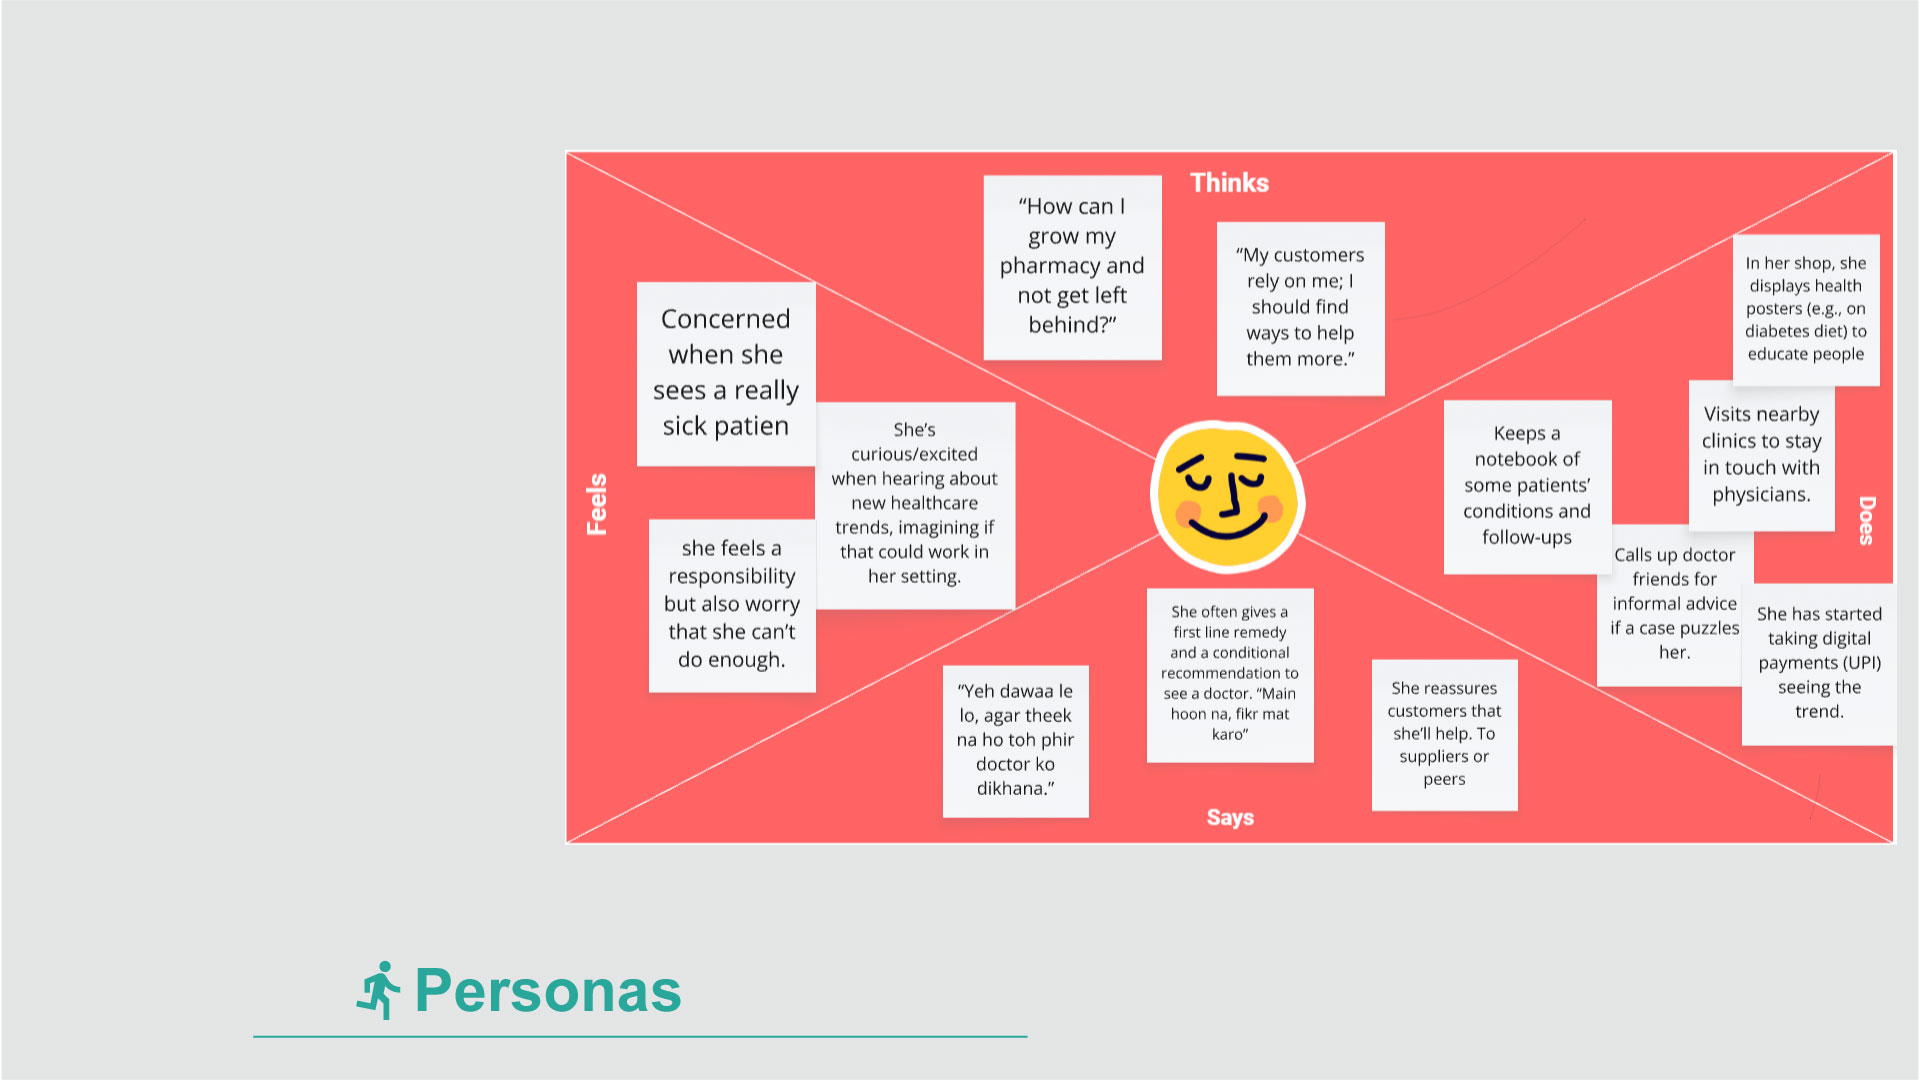 Thinks
“How can I
grow my
pharmacy and
not get left
behind?”
“My customers
rely on me; I
should find
ways to help
them more.”
Feels
Concerned
when she
sees a really
sick patien
She’s
curious/excited
when hearing about
new healthcare
trends, imagining if
that could work in
her setting.
she feels a
responsibility
but also worry
that she can’t
do enough.
Does
In her shop, she
displays health
posters (e.g., on
diabetes diet) to
educate people
Visits nearby
clinics to stay
in touch with
physicians.
Keeps a
notebook of
some patients’
conditions and
follow-ups
Calls up doctor
friends for
informal advice
if a case puzzles
her.
She has started
taking digital
payments (UPI)
seeing the
trend.
“Yeh dawaa le
lo, agar theek
na ho toh phir
doctor ko
dikhana.”
She often gives a
first line remedy
and a conditional
recommendation to
see a doctor. “Main
hoon na, fikr mat
karo”
She reassures
customers that
she’ll help. To
suppliers or
peers
Says
Personas